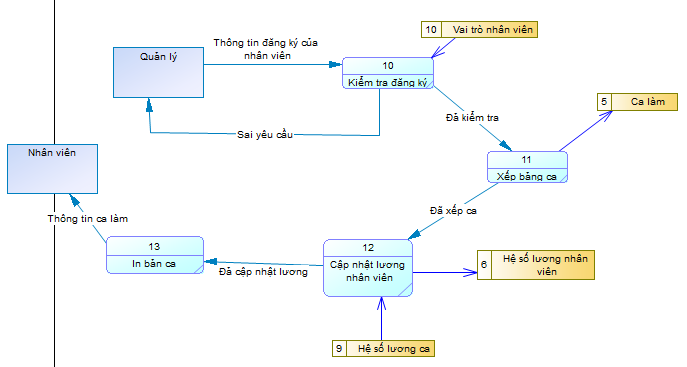 10 Vai trò nhân viên
Thông tin đăng ký của
nhân viên
Quản lý
10
Kiểm tra đăng ký
5 Ca làm
Đã kiểm tra
Sai yêu cầu
Nhân viên
11
Xếp bảng ca
Đã xếp ca
Thông tin ca làm
13
In bản ca
Đã cập nhật lương
12
Cập nhật lương
nhân viên
6 Hệ số lương nhân
viên
9 Hệ số lương ca